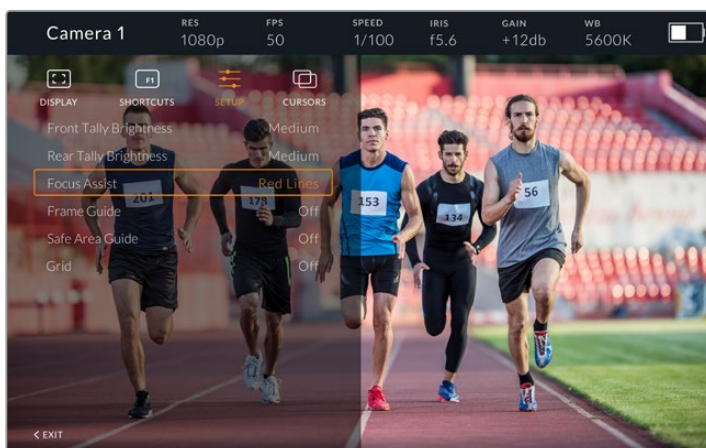 Camera 1
RES FPS SPEED IRIS GAIN WB
1080p 50 1/100 f5.6 +12db 5600K
F1
DISPLAY SHORTCUTS SETUP CURSORS
Front Tally Brightness Medium
Rear Tally Brightness Medium
Focus Assist Red Lines
Frame Guide Off
Safe Area Guide Off
Grid Off
201
178
153
134
56
< EXIT